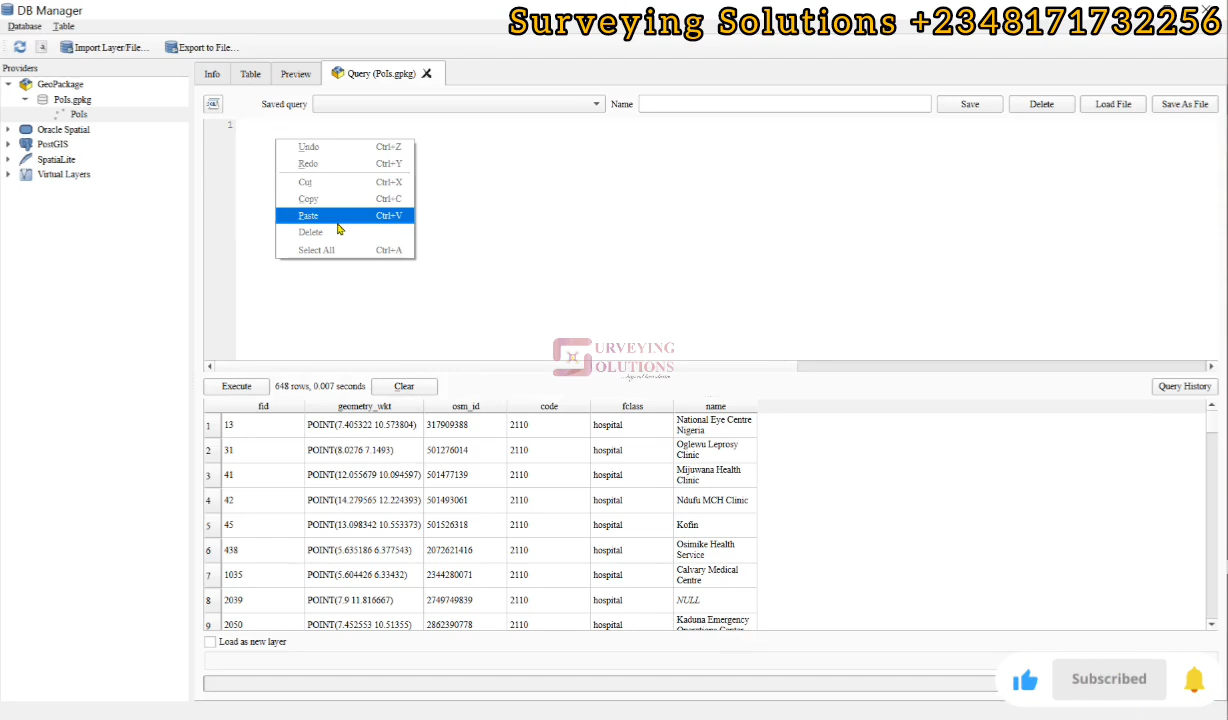 DB Manager
Surveying Solutions +2348171732256
Database Table
Import Layer/File... Export to File...
Providers
GeoPackage
PoIs.gpkg
PoIs
Oracle Spatial
PostGIS
SpatiaLite
Virtual Layers
Info Table Preview Query (PoIs.gpkg)
Saved query Name Save Delete Load File Save As File
1
Undo Ctrl+Z
Redo Ctrl+Y
Cut Ctrl+X
Copy Ctrl+C
Paste Ctrl+V
Delete
Select All Ctrl+A
SURVEYING
SOLUTIONS
Execute 648 rows, 0.007 seconds Clear Query History
fid geometry_wkt osm_id code fclass name
1 13 POINT(7.405322 10.573804) 317909388 2110 hospital National Eye Centre Nigeria
2 31 POINT(8.0276 7.1493) 501276014 2110 hospital Oglewu Leprosy Clinic
3 41 POINT(12.055679 10.094597) 501477139 2110 hospital Mijuwana Health Clinic
4 42 POINT(14.279565 12.224393) 501493061 2110 hospital Ndufu MCH Clinic
5 45 POINT(13.098342 10.553373) 501526318 2110 hospital Kofin
6 438 POINT(5.635186 6.377543) 2072621416 2110 hospital Osimike Health Service
7 1035 POINT(5.604426 6.33432) 2344280071 2110 hospital Calvary Medical Centre
8 2039 POINT(7.9 11.816667) 2749749839 2110 hospital NULL
9 2050 POINT(7.452553 10.51355) 2862390778 2110 hospital Kaduna Emergency Operations Center
Load as new layer
Subscribed